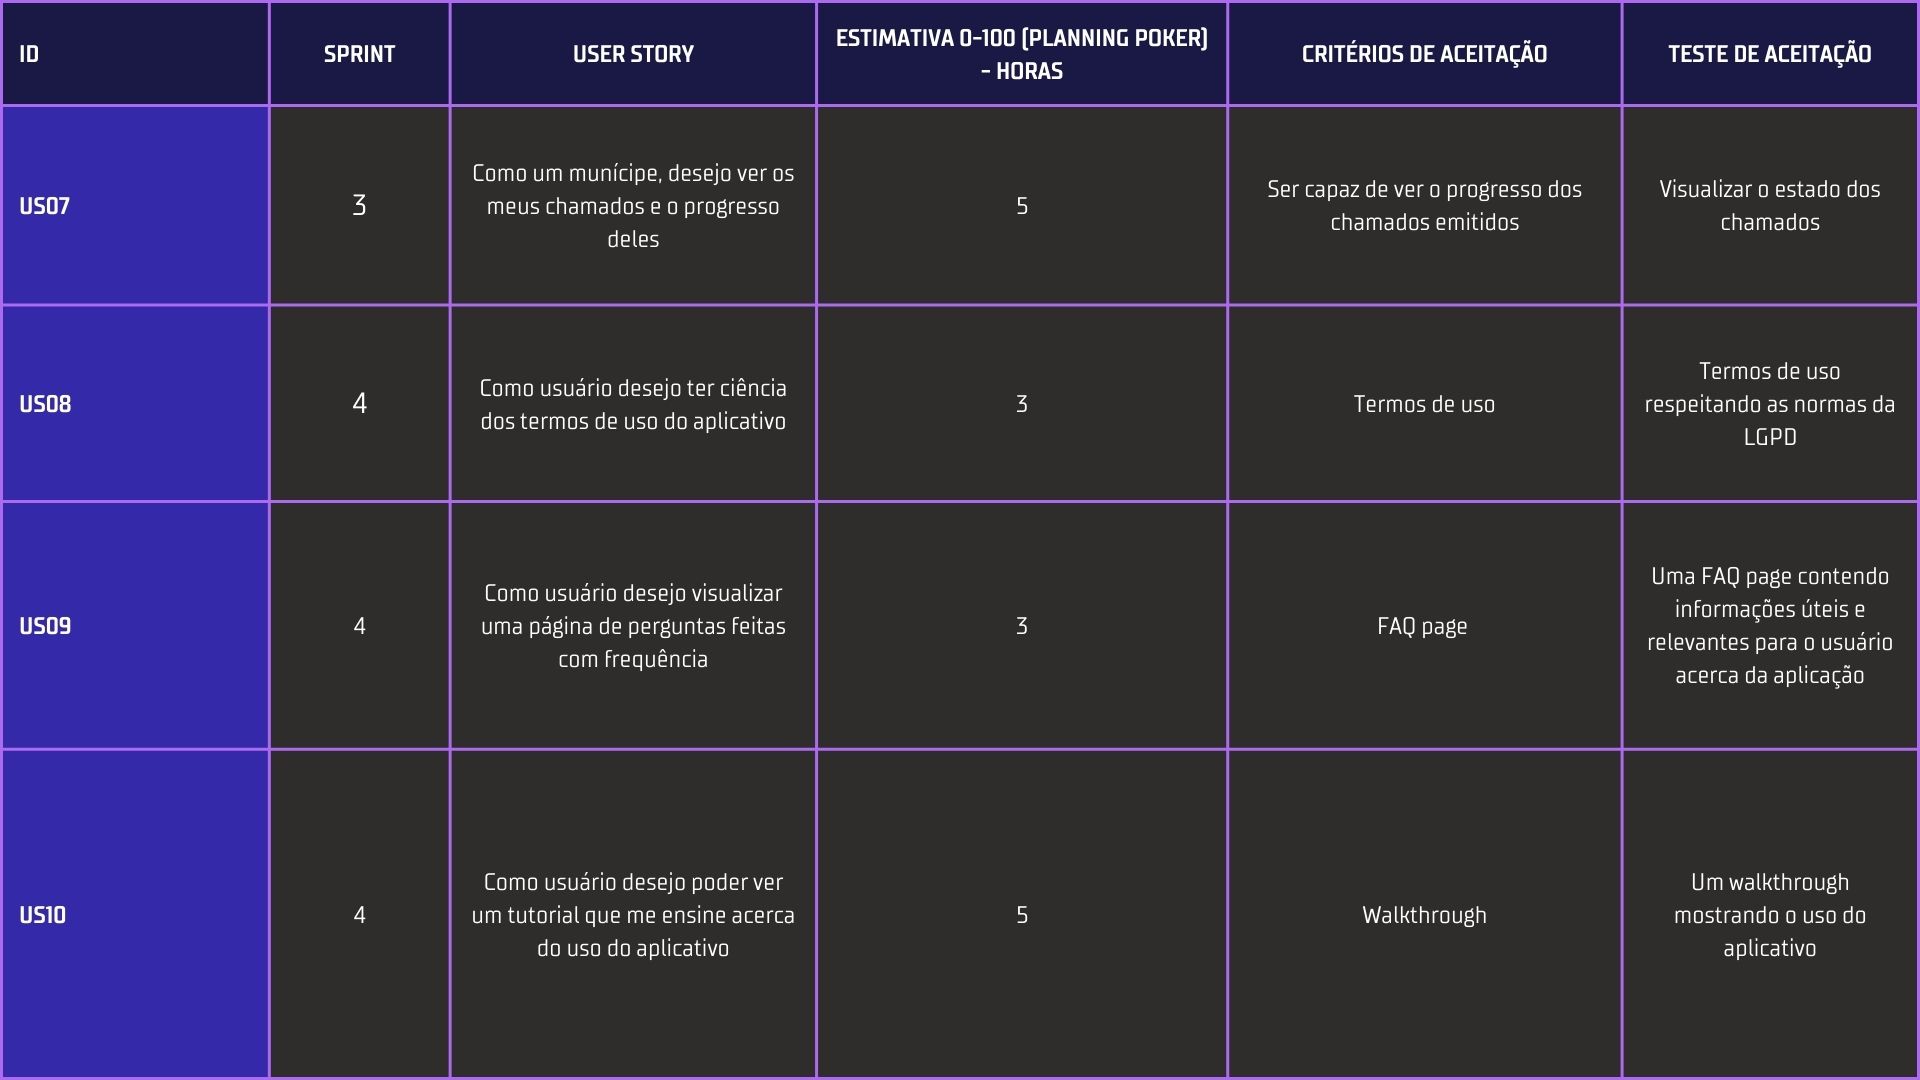 ID
SPRINT
USER STORY
ESTIMATIVA 0-100 (PLANNING POKER)
- HORAS
CRITÉRIOS DE ACEITAÇÃO
TESTE DE ACEITAÇÃO
US07
3
Como um munícipe, desejo ver os
meus chamados e o progresso
deles
5
Ser capaz de ver o progresso dos
chamados emitidos
Visualizar o estado dos
chamados
US08
4
Como usuário desejo ter ciência
dos termos de uso do aplicativo
3
Termos de uso
Termos de uso
respeitando as normas da
LGPD
US09
4
Como usuário desejo visualizar
uma página de perguntas feitas
com frequência
3
FAQ page
Uma FAQ page contendo
informações úteis e
relevantes para o usuário
acerca da aplicação
US10
4
Como usuário desejo poder ver
um tutorial que me ensine acerca
do uso do aplicativo
5
Walkthrough
Um walkthrough
mostrando o uso do
aplicativo